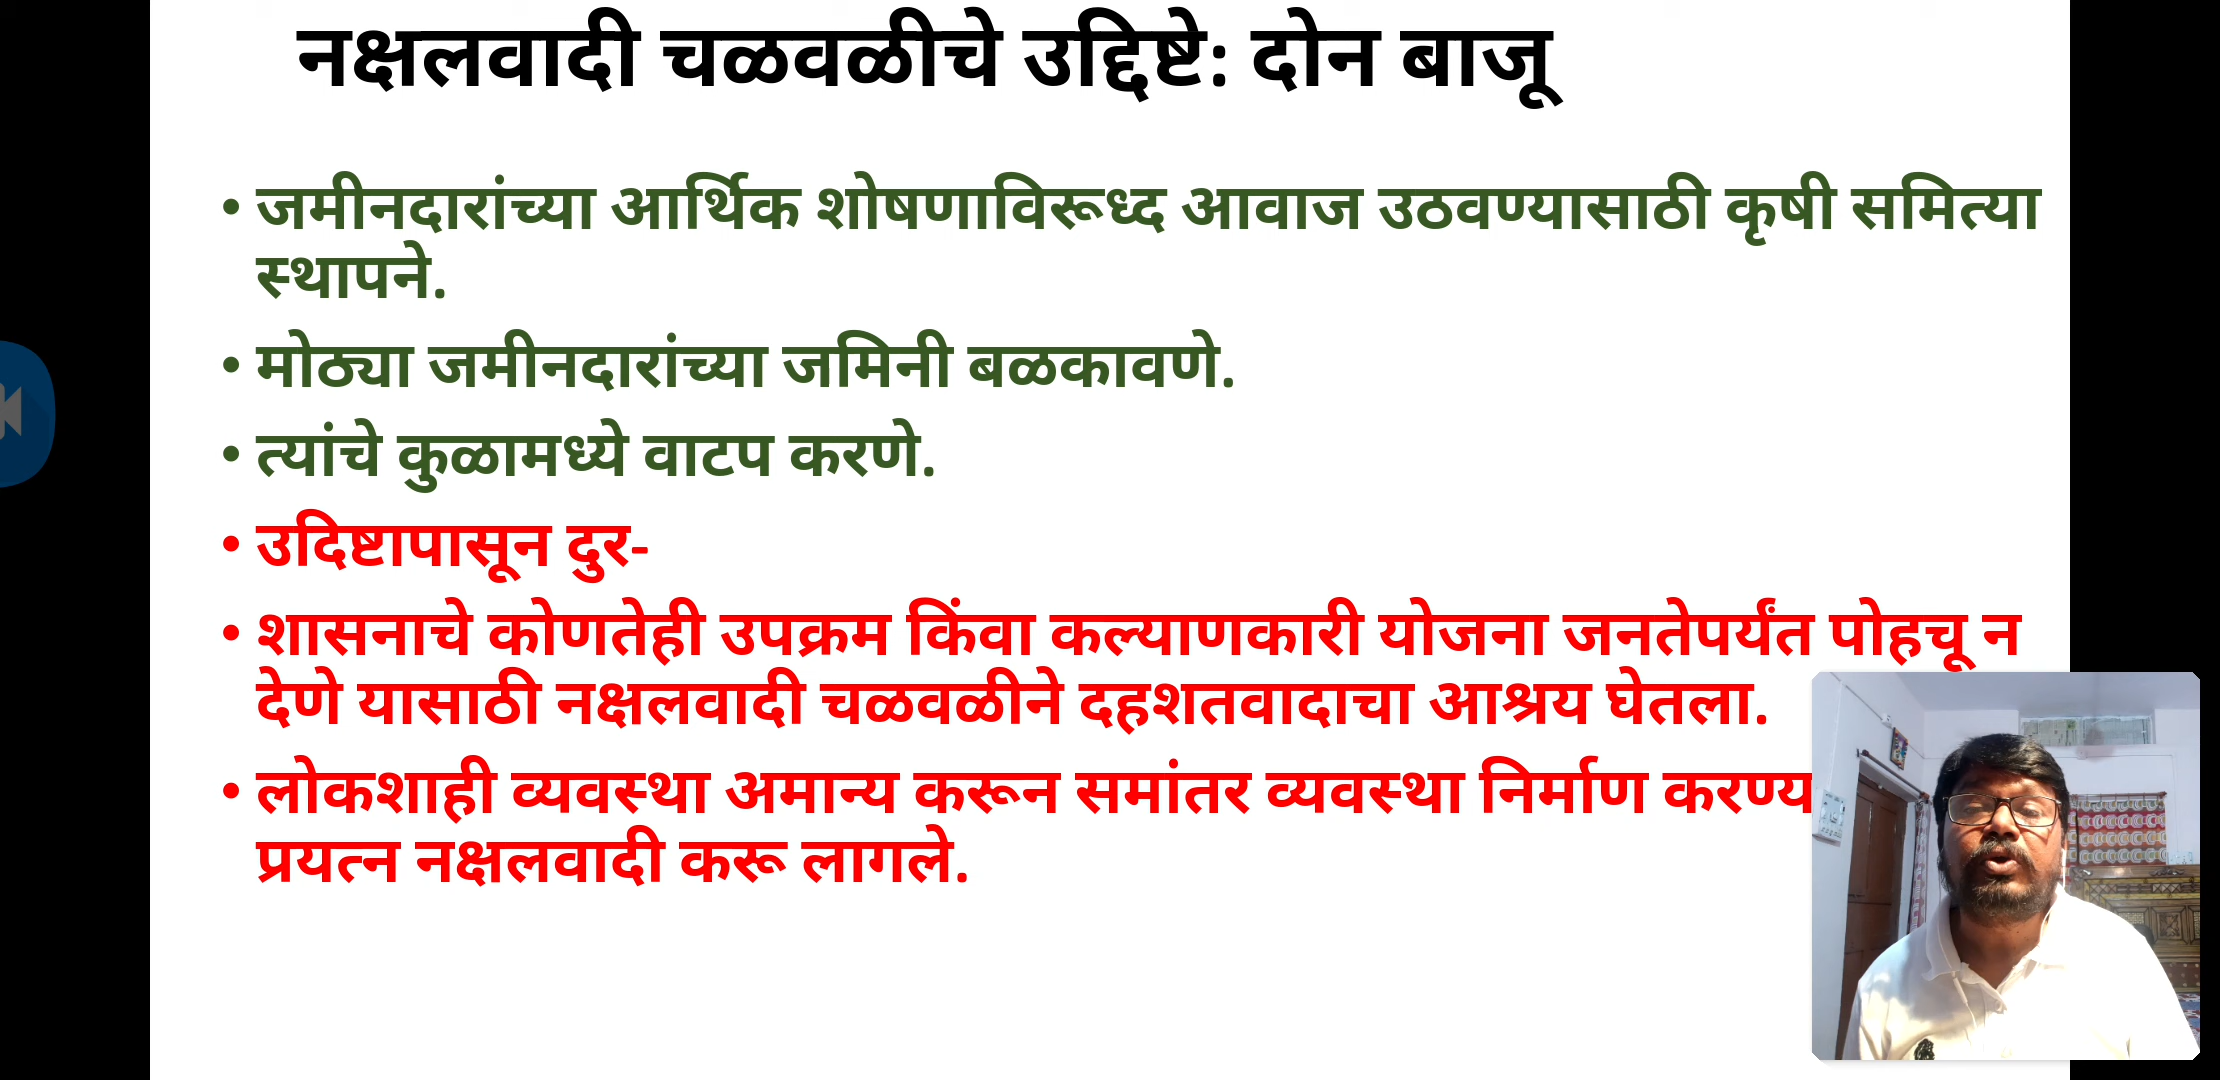 नक्षलवादी चळवळीचे उद्दिष्टे: दोन बाजू
• जमीनदारांच्या आर्थिक शोषणाविरूध्द आवाज उठवण्यासाठी कृषी समित्या
स्थापने.
• मोठ्या जमीनदारांच्या जमिनी बळकावणे.
• त्यांचे कुळामध्ये वाटप करणे.
• उदिष्टापासून दुर-
• शासनाचे कोणतेही उपक्रम किंवा कल्याणकारी योजना जनतेपर्यंत पोहचू न
देणे यासाठी नक्षलवादी चळवळीने दहशतवादाचा आश्रय घेतला.
• लोकशाही व्यवस्था अमान्य करून समांतर व्यवस्था निर्माण
प्रयत्न नक्षलवादी करू लागले.